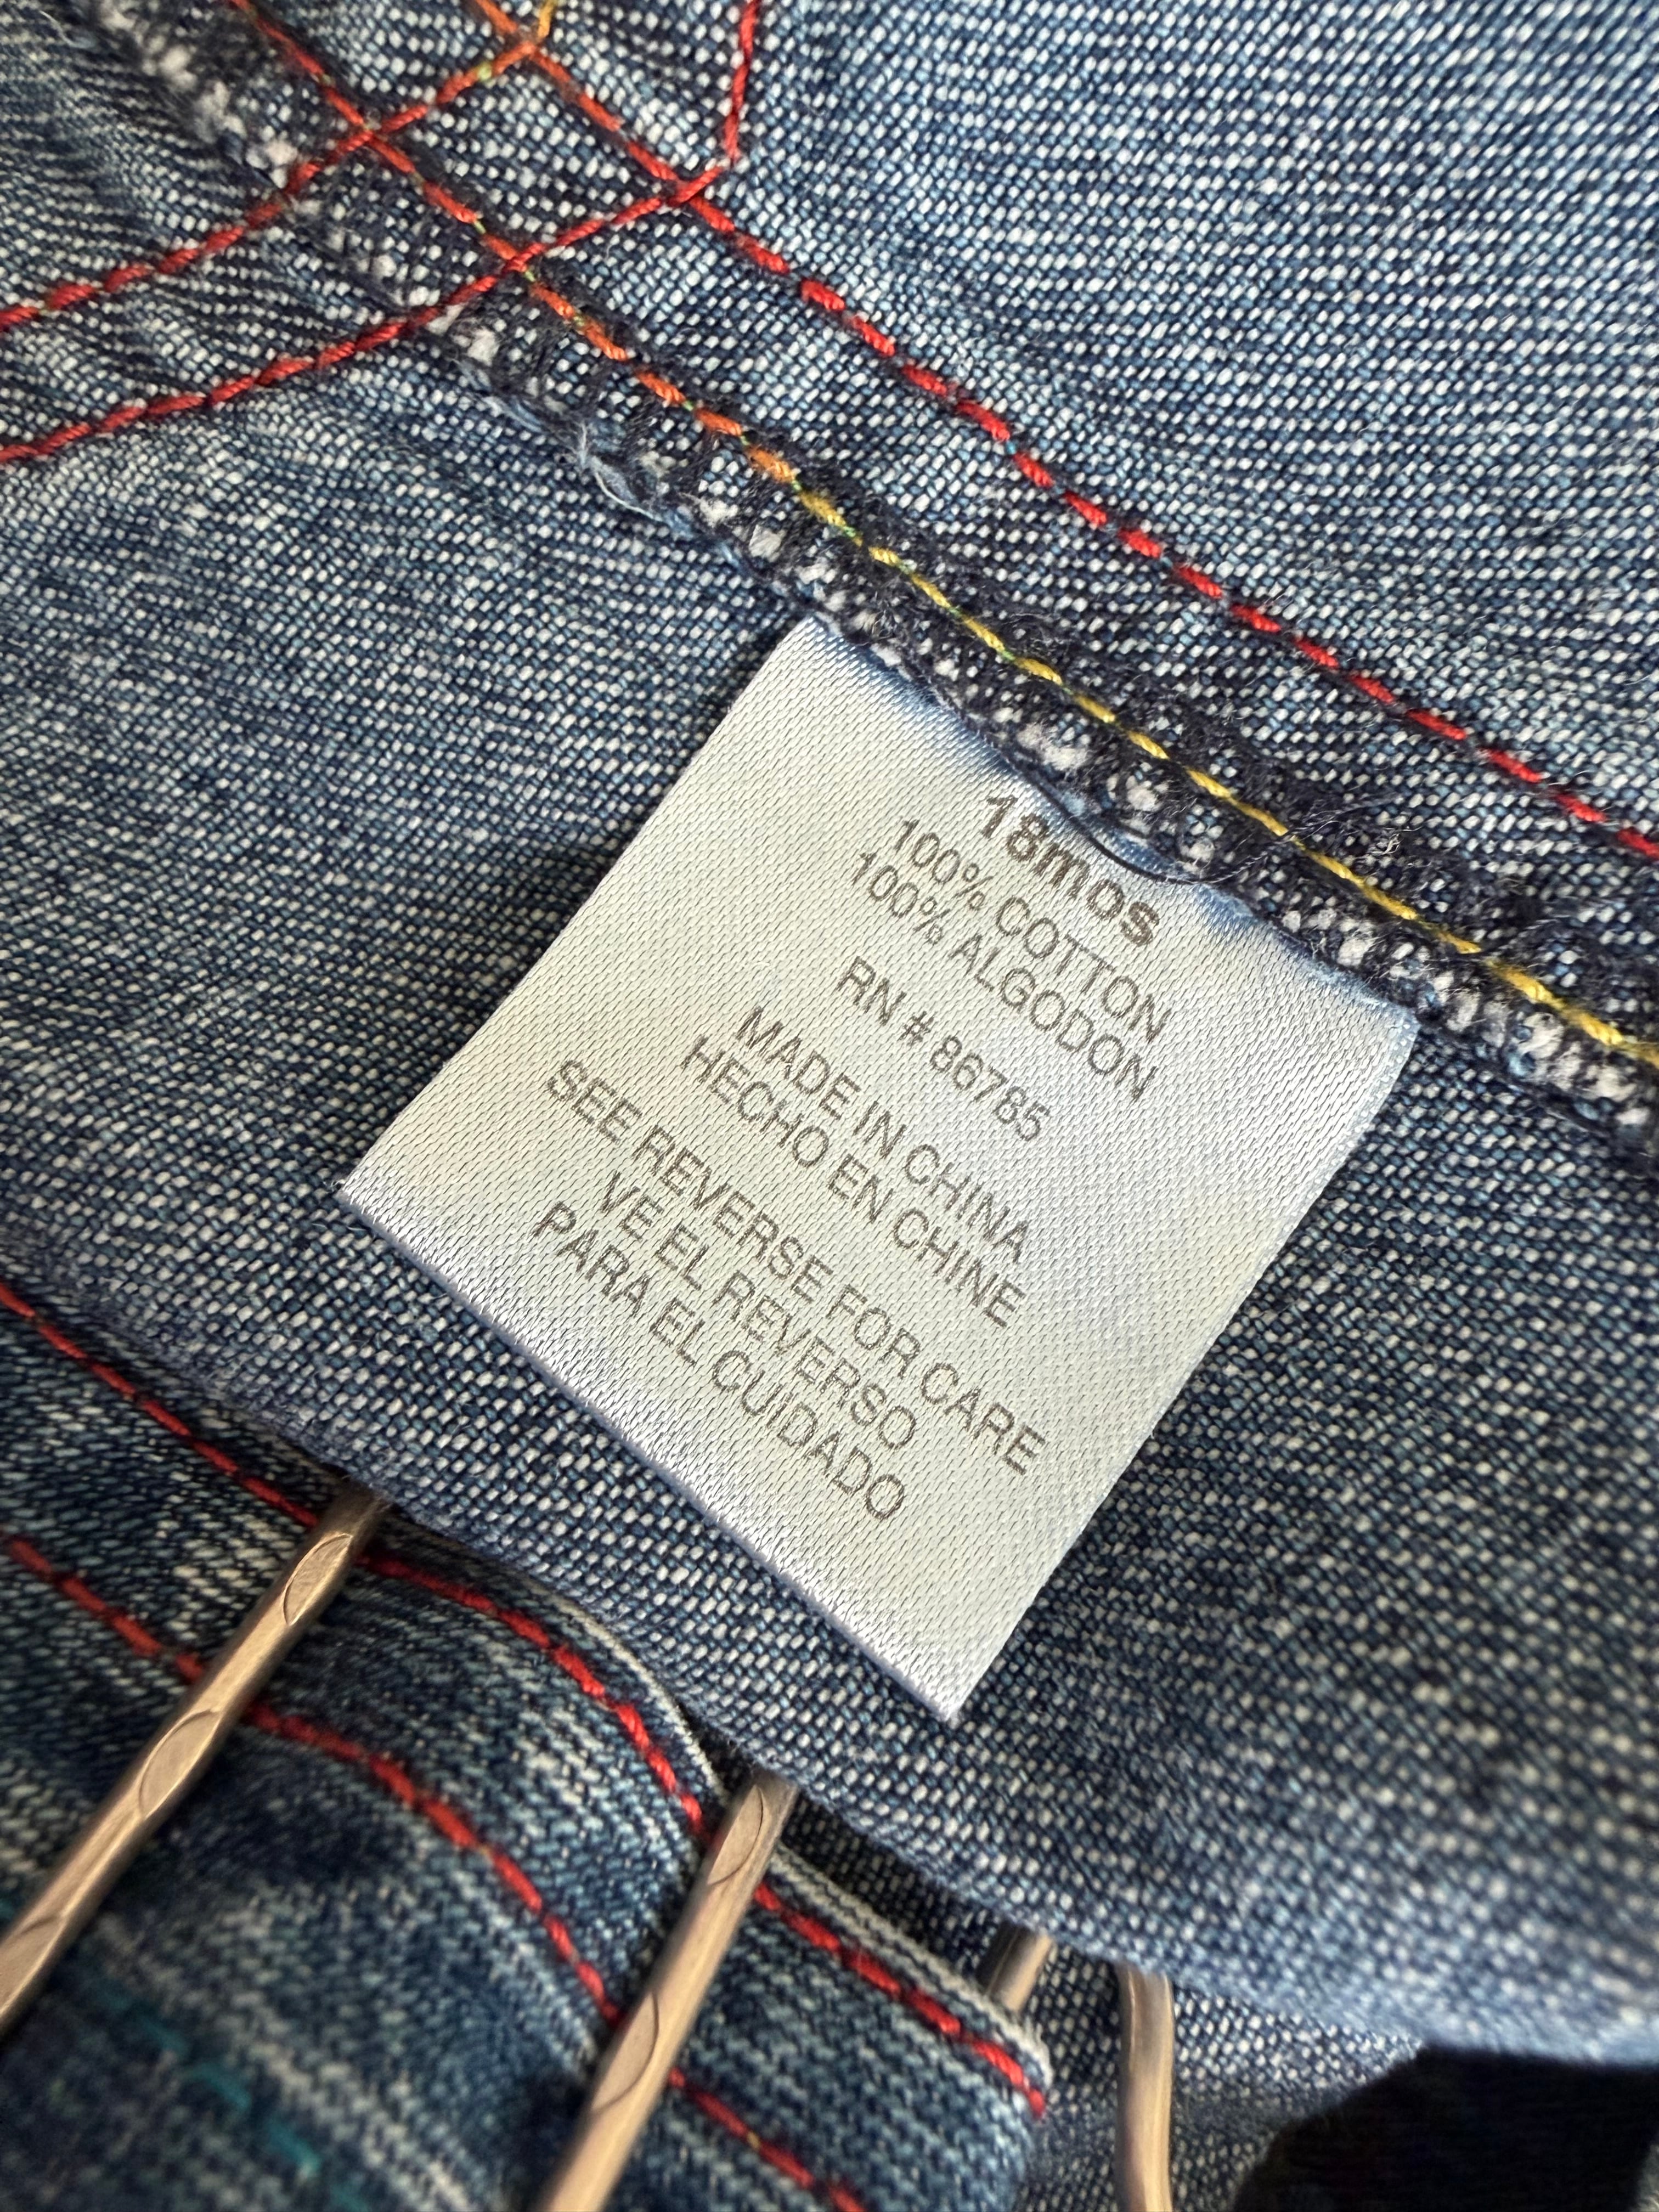 18mos
100% COTTON
100% ALGODON
RN # 86785
MADE IN CHINA
HECHO EN CHINE
SEE REVERSE FOR CARE
VE EL REVERSO
PARA EL CUIDADO